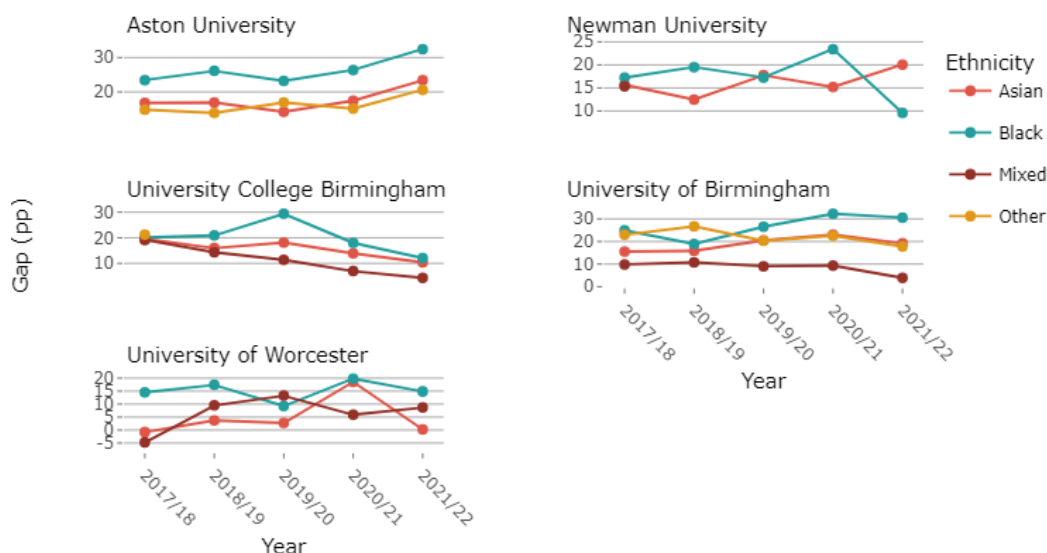 Aston University
30
20
Newman University
25
20
15
10
Ethnicity
Asian
Black
Mixed
Other
Gap (pp)
University College Birmingham
30
20
10
University of Birmingham
30
20
10
0
2017/18
2018/19
2019/20
2020/21
2021/22
Year
University of Worcester
20
15
10
5
0
-5
2017/18
2018/19
2019/20
2020/21
2021/22
Year